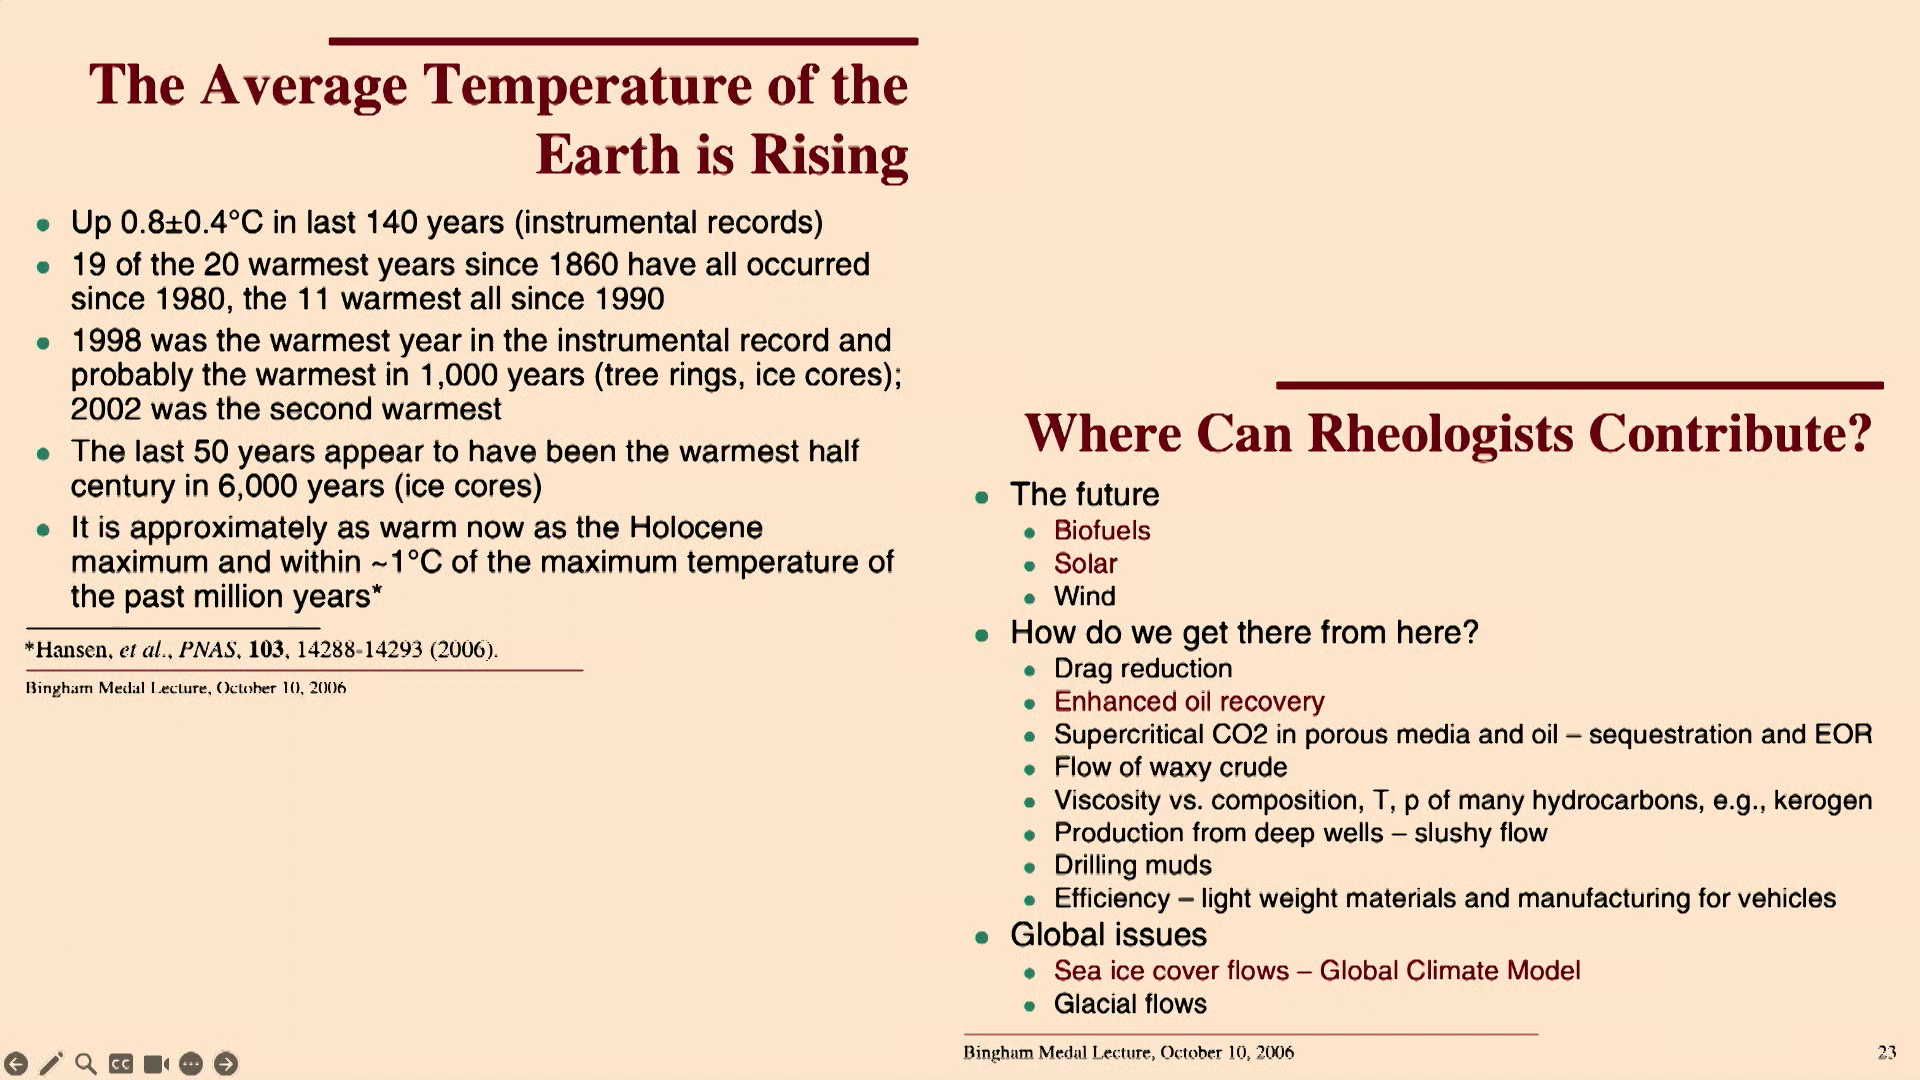 The Average Temperature of the
Earth is Rising
Up 0.8±0.4°C in last 140 years (instrumental records)
19 of the 20 warmest years since 1860 have all occurred
since 1980, the 11 warmest all since 1990
1998 was the warmest year in the instrumental record and
probably the warmest in 1,000 years (tree rings, ice cores);
2002 was the second warmest
The last 50 years appear to have been the warmest half
century in 6,000 years (ice cores)
It is approximately as warm now as the Holocene
maximum and within ~1°C of the maximum temperature of
the past million years*
*Hansen, et al., PNAS, 103, 14288-14293 (2006).
Bingham Medal Lecture, October 10, 2006
Where Can Rheologists Contribute?
The future
Biofuels
Solar
Wind
How do we get there from here?
Drag reduction
Enhanced oil recovery
Supercritical CO2 in porous media and oil – sequestration and EOR
Flow of waxy crude
Viscosity vs. composition, T, p of many hydrocarbons, e.g., kerogen
Production from deep wells – slushy flow
Drilling muds
Efficiency – light weight materials and manufacturing for vehicles
Global issues
Sea ice cover flows – Global Climate Model
Glacial flows
Bingham Medal Lecture, October 10, 2006
23
CC